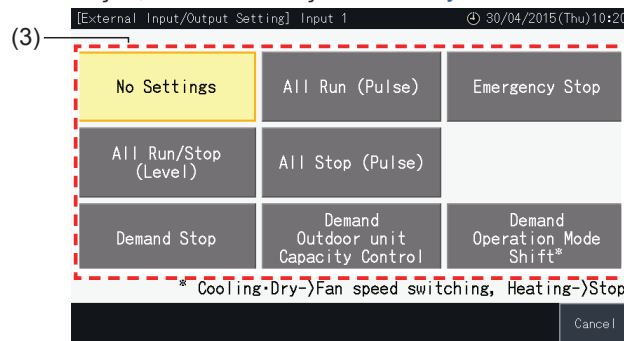 [External Input/Output Setting] Input 1 30/04/2015(Thu)10:20
(3)
No Settings
All Run (Pulse)
Emergency Stop
All Run/Stop
(Level)
All Stop (Pulse)
Demand Stop
Demand
Outdoor unit
Capacity Control
Demand
Operation Mode
Shift*
* Cooling·Dry->Fan speed switching, Heating->Stop
Cancel